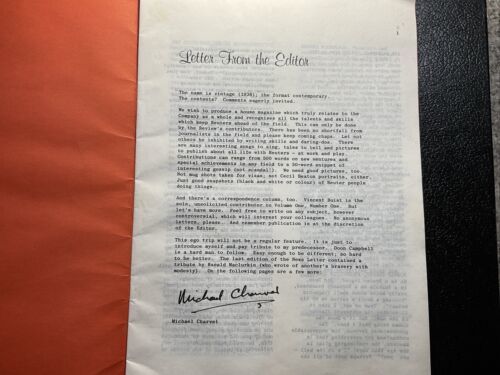 Letter From the Editor
The name is vintage (1938), the format contemporary.
The contents? Comments eagerly invited.
We wish to produce a house magazine which truly relates to the
Company as a whole and recognises all the talents and skills
which keep Reuters ahead of the field. This can only be done
by the Review's contributors. There has been no shortfall from
journalists in the field and please keep coming chaps. Let not
others be inhibited by writing skills and daring-doe. There
are many interesting songs to sing, tales to tell and pictures
to publish about all life with Reuters - at work and play.
Contributions can range from 800 words on new ventures and
special achievements in any field to a 50-word snippet of
interesting gossip (not scandal). We need good pictures, too.
Not mug shots taken for visas, not Cecil Beaton portraits, either.
Just good snapshots (black and white or colour) of Reuter people
doing things.
And there's a correspondence column, too. Vincent Buist is the
sole, unsolicited contributor to Volume One, Number One. But
let's have more. Feel free to write on any subject, however
controversial, which will interest your colleagues. No anonymous
letters, please. And remember publication is at the discretion
of the Editor.
This ego trip will not be a regular feature. It is just to
introduce myself and pay tribute to my predecessor. Doon Campbell
is a hard man to follow. Easy enough to be different, so hard
to be better. The last edition of the News Letter contained a
tribute by Ranald Maclurkin (who wrote of another's bravery with
modesty). On the following pages are a few more:
Michael Charvet
Michael Charvet